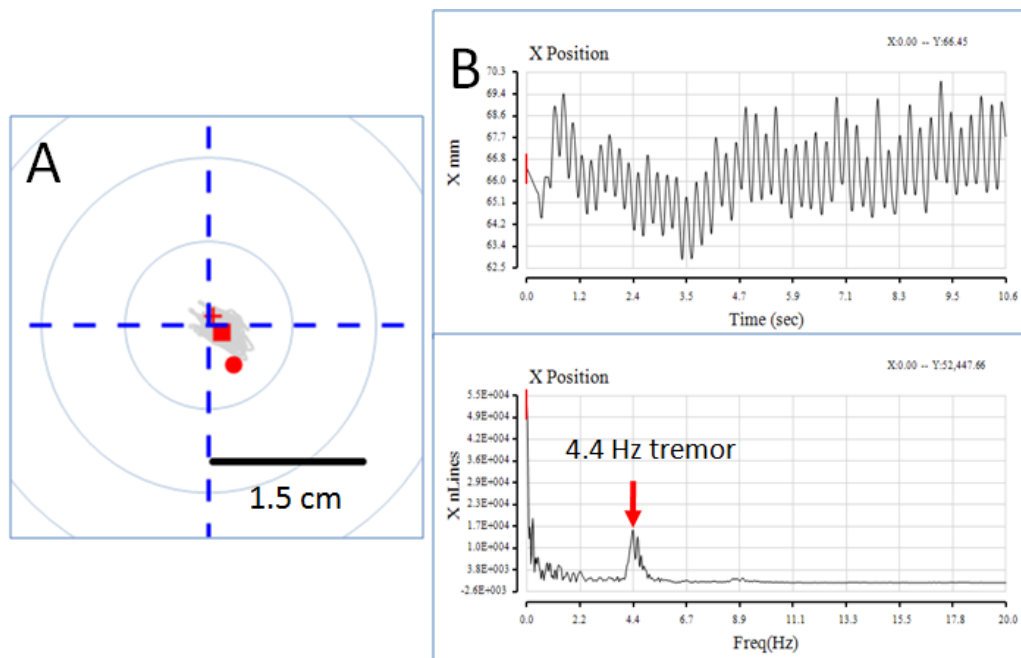 A
1.5 cm
B
X Position
X:0.00 -- Y:66.45
X mm
70.3
69.4
68.6
67.7
66.8
66.0
65.1
64.2
63.4
62.5
0.0 1.2 2.4 3.5 4.7 5.9 7.1 8.3 9.5 10.6
Time (sec)
X Position
X:0.00 -- Y:52,447.66
4.4 Hz tremor
X nLines
5.5E+004
4.9E+004
4.2E+004
3.6E+004
2.9E+004
2.3E+004
1.7E+004
1.0E+004
3.8E+003
-2.6E+003
0.0 2.2 4.4 6.7 8.9 11.1 13.3 15.5 17.8 20.0
Freq(Hz)